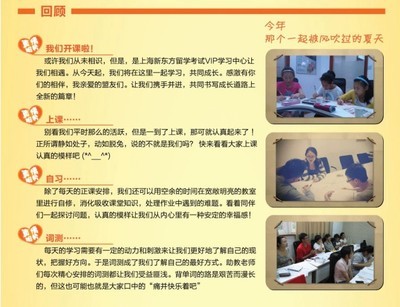 回顾
今年
那个一起被风吹过的夏天
我们开课啦！
或许我们从未相识，但是，是上海新东方留学考试VIP学习中心让
我们相遇。从今天起，我们将在这里一起学习，共同成长。感激有你
们的相伴，我亲爱的盟友们。让我们携手并进，共同书写成长道路上
全新的篇章！
上课……
别看我们平时那么的活跃，但是一到了上课，那可就认真起来了！
正所谓静如处子，动如脱兔，说的不就是我们吗？ 快来看看大家上课
认真的模样吧 (*^__^*)
自习……
除了每天的正课安排，我们还可以用空余的时间在宽敞明亮的教室
里进行自修，消化吸收课堂知识，处理作业中遇到的难题。看着同伴
们一起探讨问题，认真的模样让我们从内心里有一种安定的幸福感！
词测……
每天的学习需要有一定的动力和刺激来让我们更好地了解自己的现
状，把握好方向。于是词测成了我们了自己的最好方式。助教老师
们每次精心安排的词测都让我们受益匪浅。背单词的路是艰苦而漫长
的，但这也可能也就是大家口中的“痛并快乐着吧”